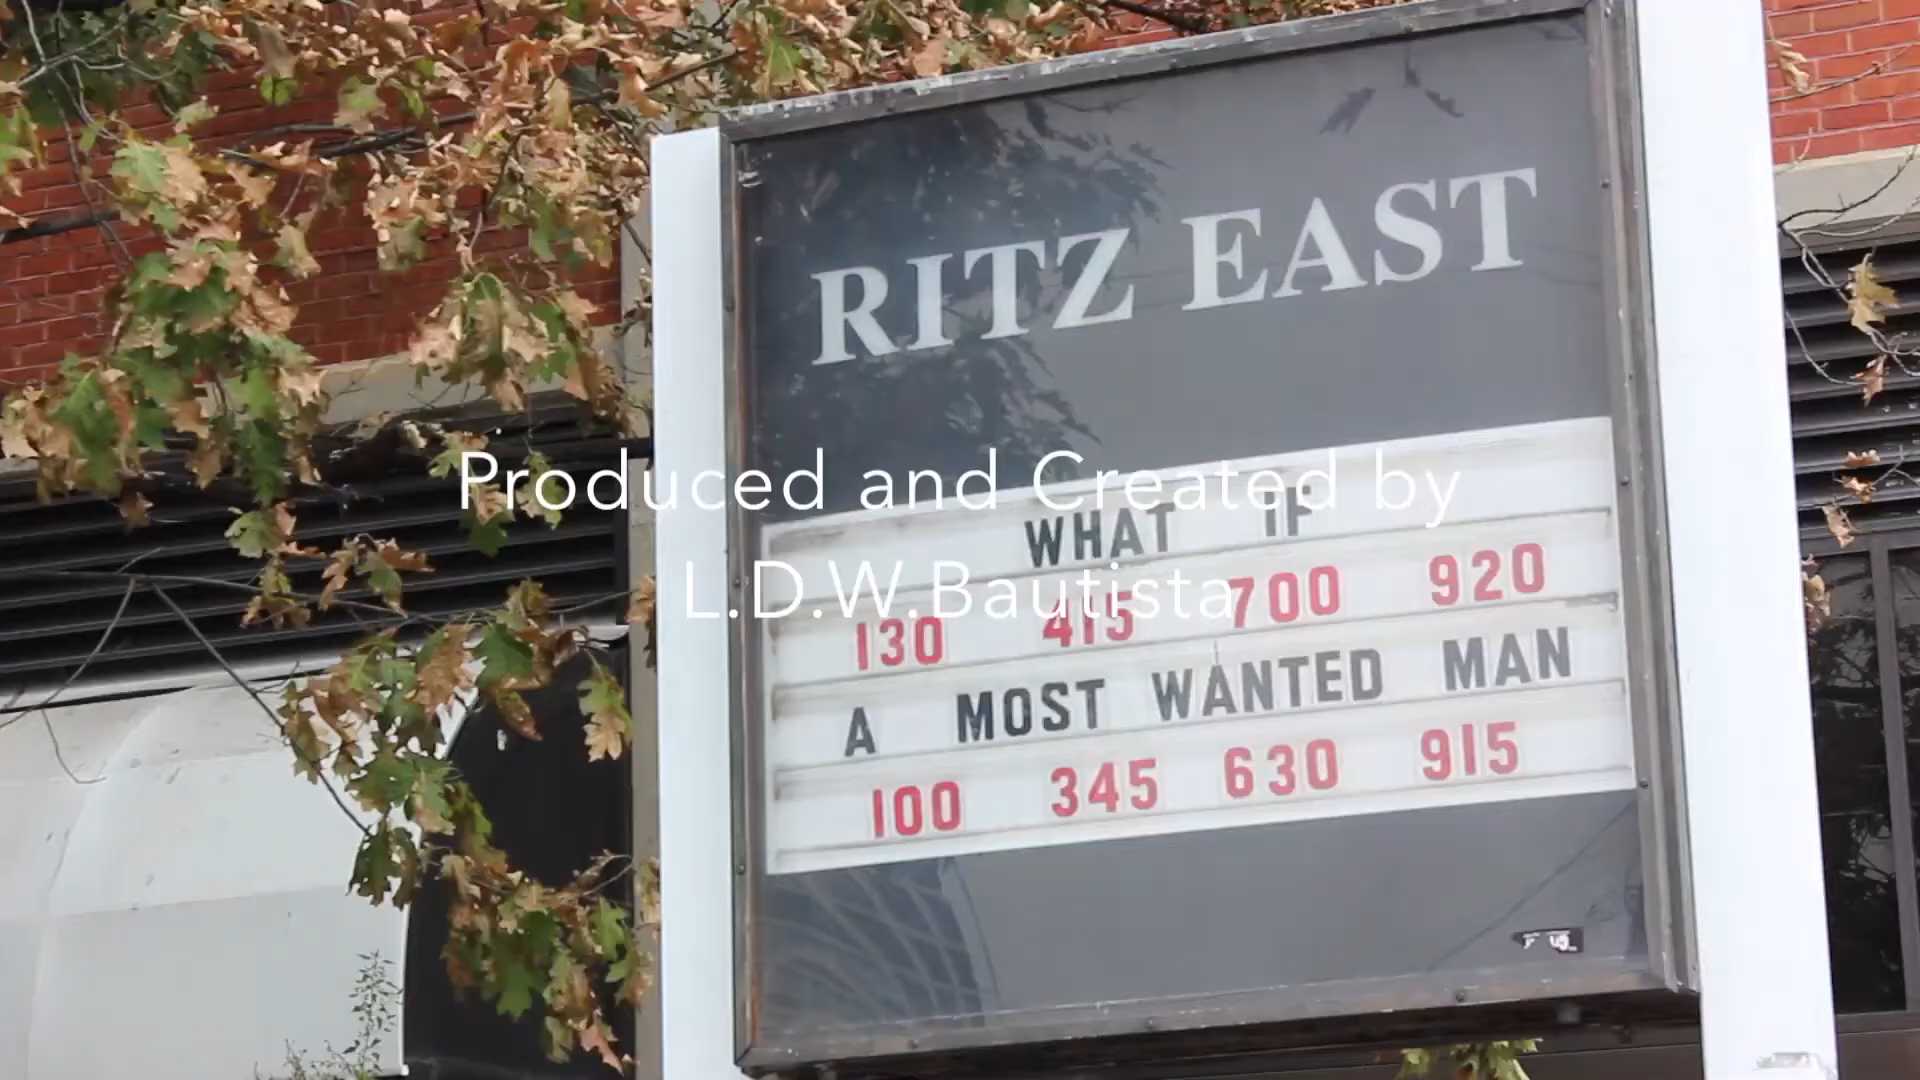 RITZ EAST
Produced and Created by
L.D.W.Bautista
WHAT IF
130 415 700 920
A MOST WANTED MAN
100 345 630 915